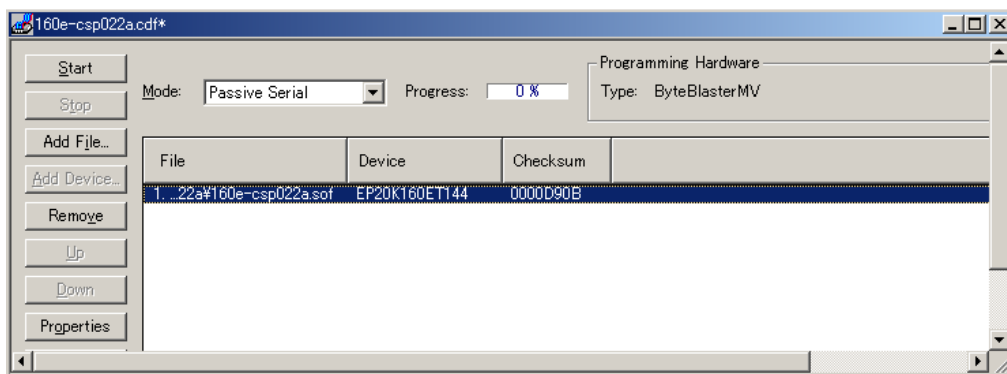 160e-csp022a.cdf*
Start
Stop
Add File...
Add Device...
Remove
Up
Down
Properties
Mode: Passive Serial
Progress: 0 %
Programming Hardware
Type: ByteBlasterMV
File Device Checksum
1. ...22a¥160e-csp022a.sof EP20K160ET144 0000D90B